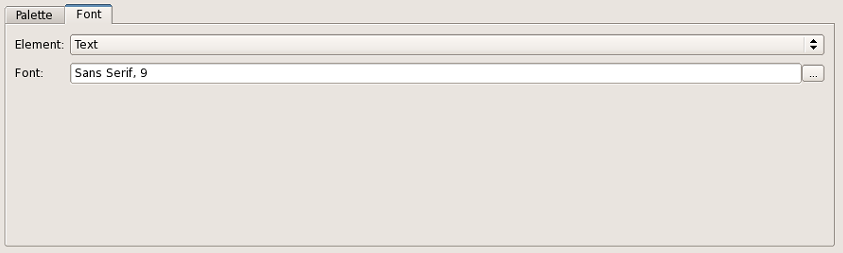 Palette Font
Element: Text
Font: Sans Serif, 9 ...